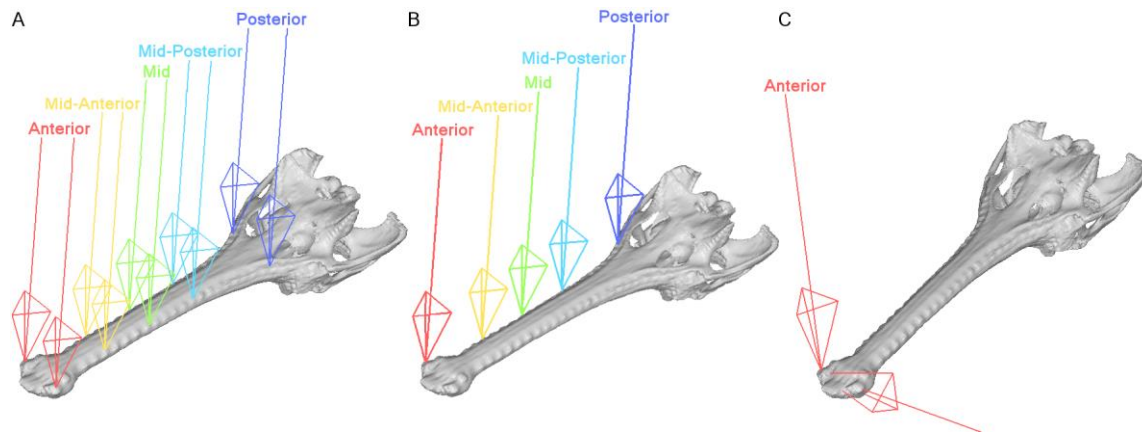 A
Posterior
Mid-Posterior
Mid
Mid-Anterior
Anterior
B
Posterior
Mid-Posterior
Mid
Mid-Anterior
Anterior
C
Anterior